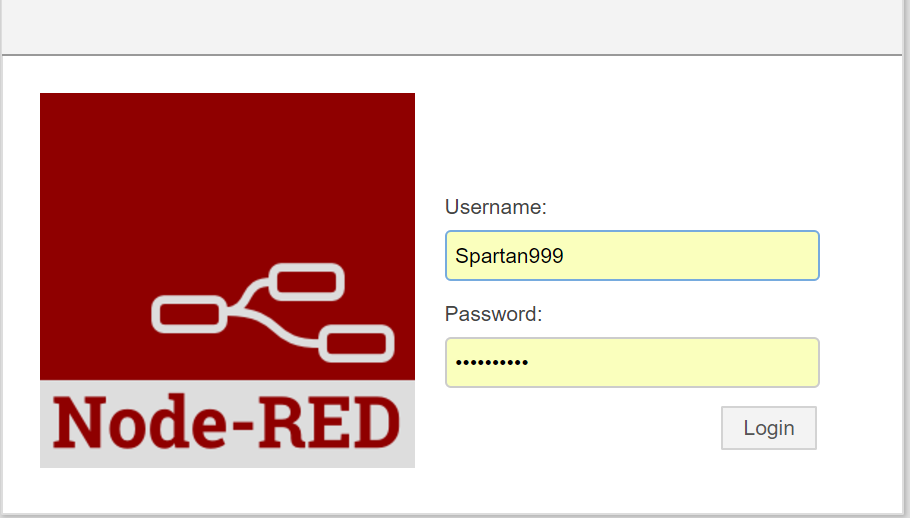 Username:
Spartan999
Password:
••••••••••
Login
Node-RED